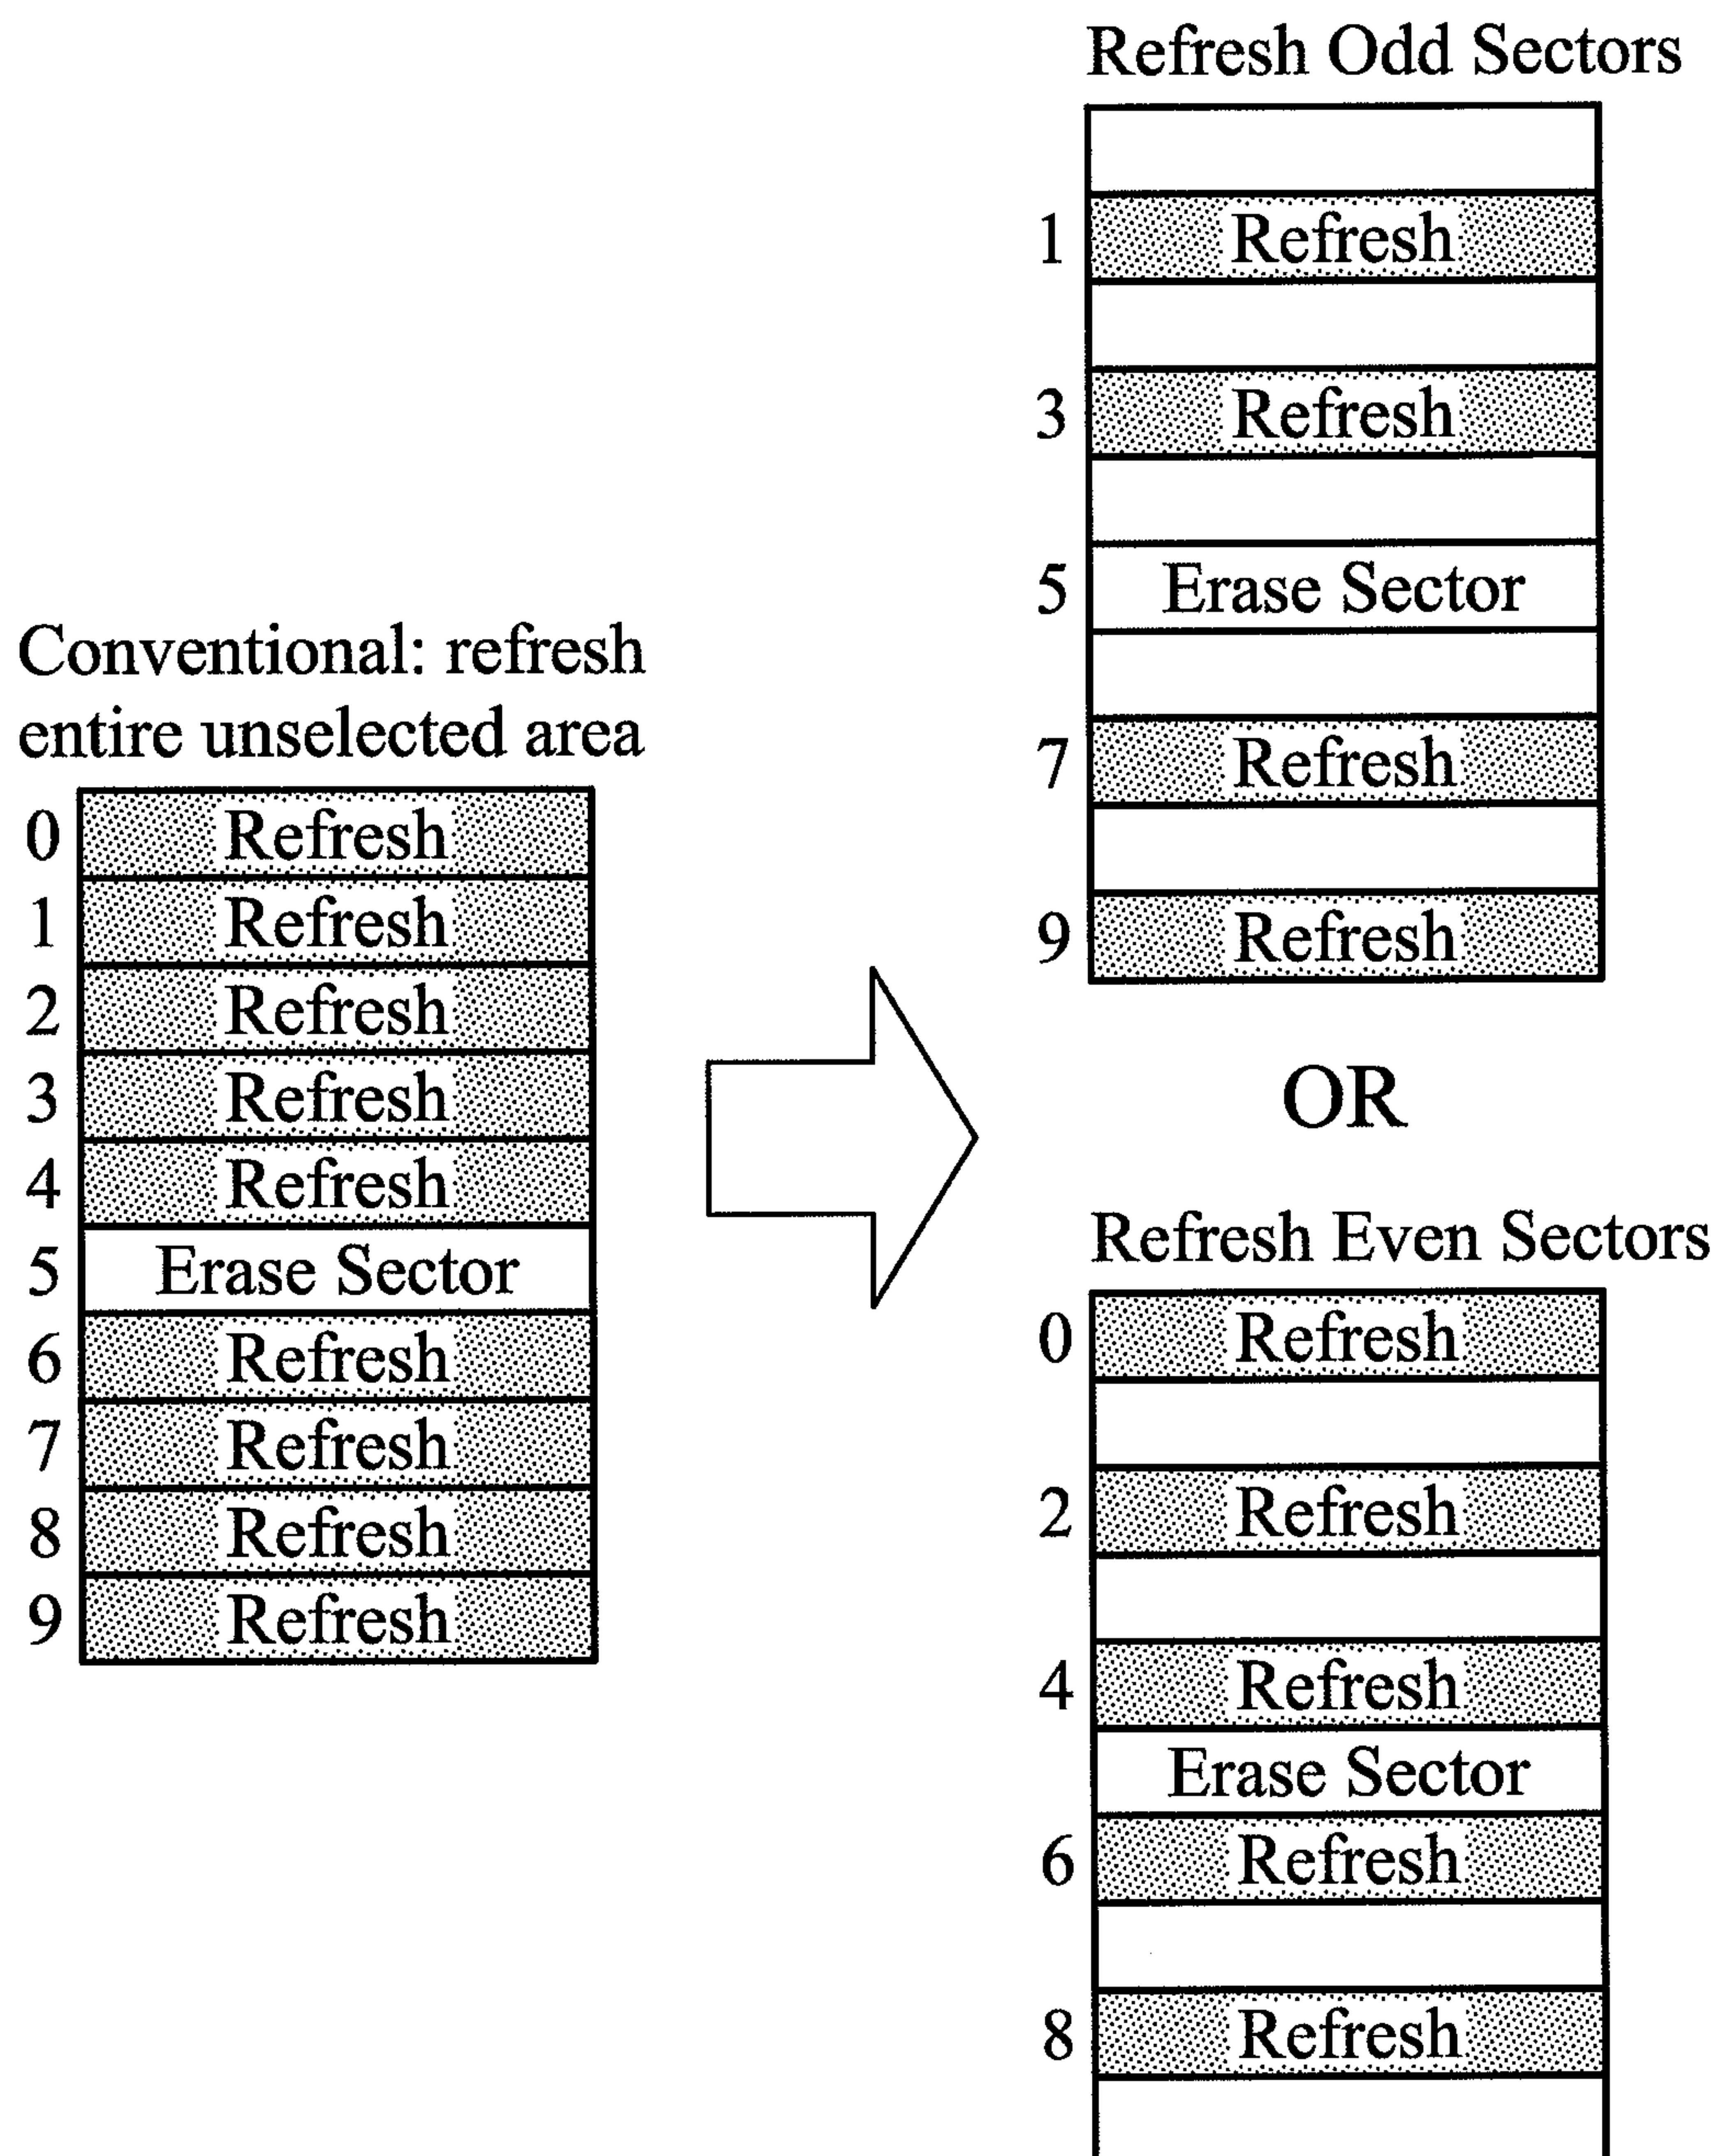 Conventional: refresh
entire unselected area
0 Refresh
1 Refresh
2 Refresh
3 Refresh
4 Refresh
5 Erase Sector
6 Refresh
7 Refresh
8 Refresh
9 Refresh
Refresh Odd Sectors
1 Refresh
3 Refresh
5 Erase Sector
7 Refresh
9 Refresh
OR
Refresh Even Sectors
0 Refresh
2 Refresh
4 Refresh
Erase Sector
6 Refresh
8 Refresh